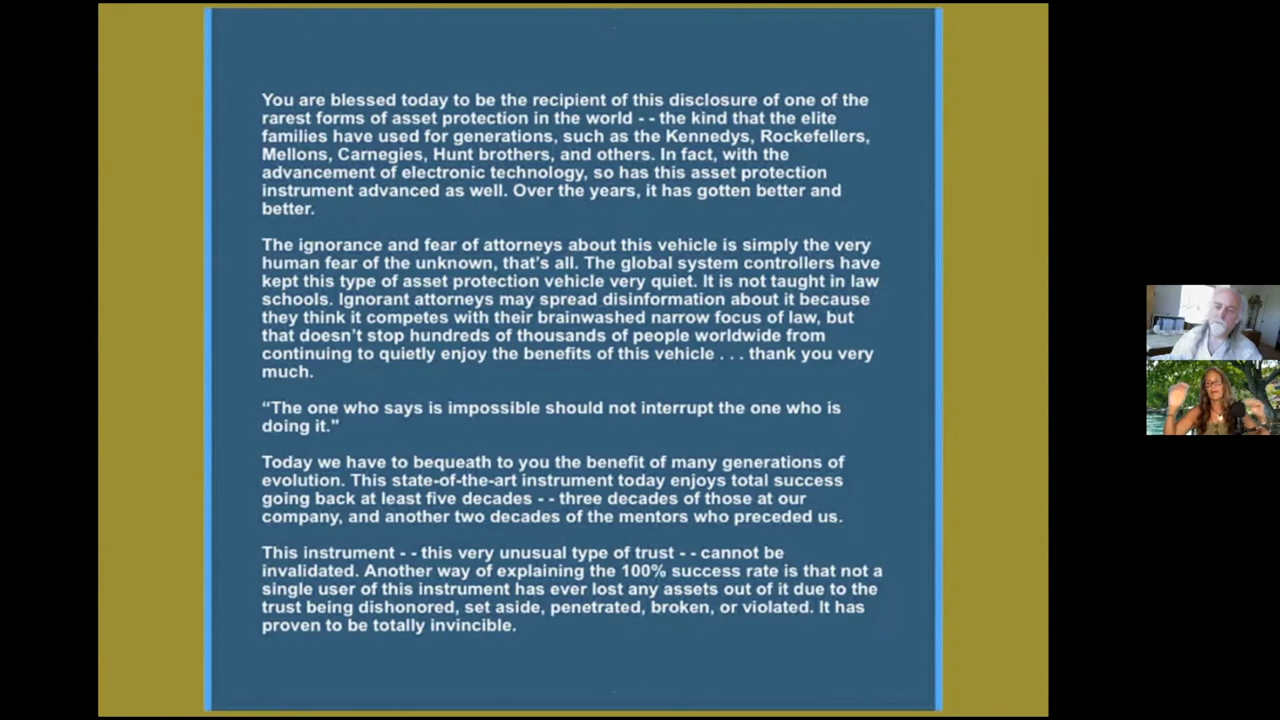 You are blessed today to be the recipient of this disclosure of one of the
rarest forms of asset protection in the world - - the kind that the elite
families have used for generations, such as the Kennedys, Rockefellers,
Mellons, Carnegies, Hunt brothers, and others. In fact, with the
advancement of electronic technology, so has this asset protection
instrument advanced as well. Over the years, it has gotten better and
better.
The ignorance and fear of attorneys about this vehicle is simply the very
human fear of the unknown, that's all. The global system controllers have
kept this type of asset protection vehicle very quiet. It is not taught in law
schools. Ignorant attorneys may spread disinformation about it because
they think it competes with their brainwashed narrow focus of law, but
that doesn't stop hundreds of thousands of people worldwide from
continuing to quietly enjoy the benefits of this vehicle . . . thank you very
much.
“The one who says is impossible should not interrupt the one who is
doing it."
Today we have to bequeath to you the benefit of many generations of
evolution. This state-of-the-art instrument today enjoys total success
going back at least five decades - - three decades of those at our
company, and another two decades of the mentors who preceded us.
This instrument - - this very unusual type of trust - - cannot be
invalidated. Another way of explaining the 100% success rate is that not a
single user of this instrument has ever lost any assets out of it due to the
trust being dishonored, set aside, penetrated, broken, or violated. It has
proven to be totally invincible.